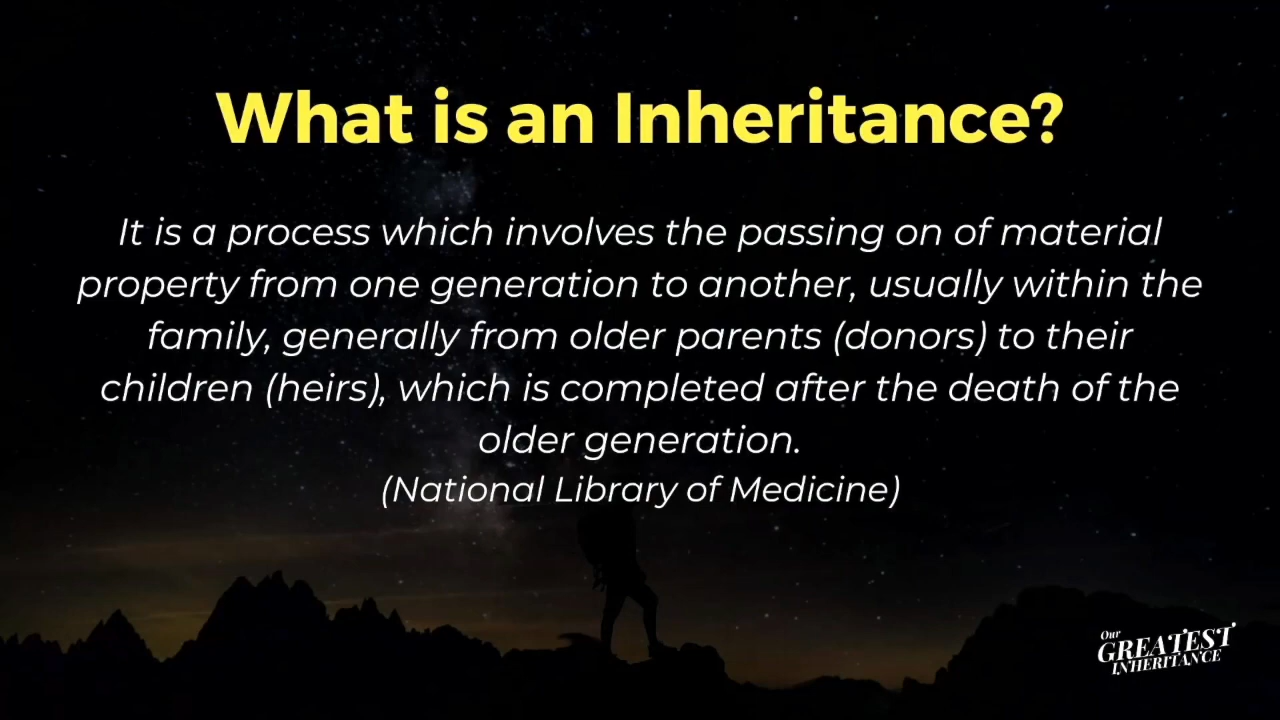 What is an Inheritance?
It is a process which involves the passing on of material
property from one generation to another, usually within the
family, generally from older parents (donors) to their
children (heirs), which is completed after the death of the
older generation.
(National Library of Medicine)
Our
GREATEST
INHERITANCE